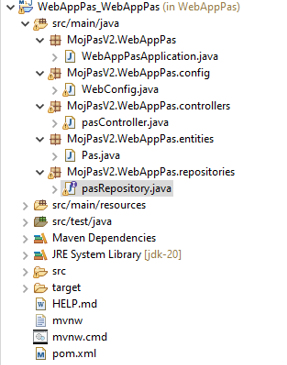 WebAppPas_WebAppPas (in WebAppPas)
src/main/java
MojPasV2.WebAppPas
WebAppPasApplication.java
MojPasV2.WebAppPas.config
WebConfig.java
MojPasV2.WebAppPas.controllers
pasController.java
MojPasV2.WebAppPas.entities
Pas.java
MojPasV2.WebAppPas.repositories
pasRepository.java
src/main/resources
src/test/java
Maven Dependencies
JRE System Library [jdk-20]
src
target
HELP.md
mvnw
mvnw.cmd
pom.xml